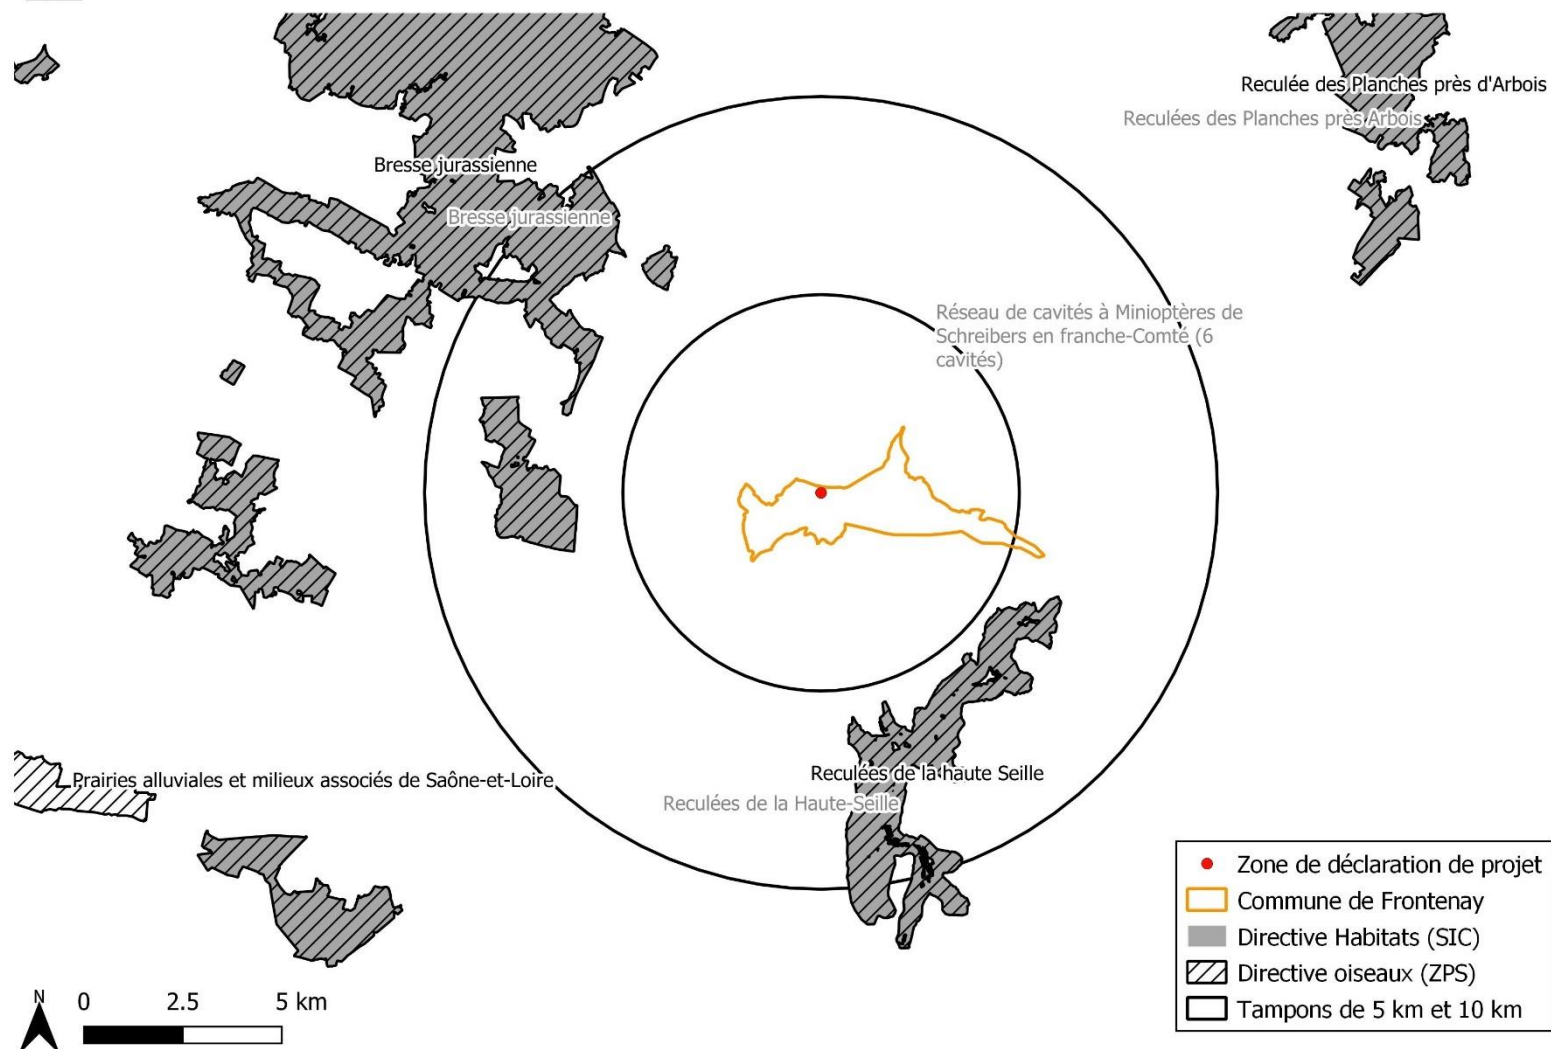 Reculée des Planches près d'Arbois
Reculées des Planches près Arbois
Bresse jurassienne
Bresse jurassienne
Réseau de cavités à Minioptères de
Schreibers en franche-Comté (6
cavités)
Prairies alluviales et milieux associés de Saône-et-Loire
Reculées de la haute Seille
Reculées de la Haute-Seille
Zone de déclaration de projet
Commune de Frontenay
Directive Habitats (SIC)
Directive oiseaux (ZPS)
Tampons de 5 km et 10 km
N
0 2.5 5 km